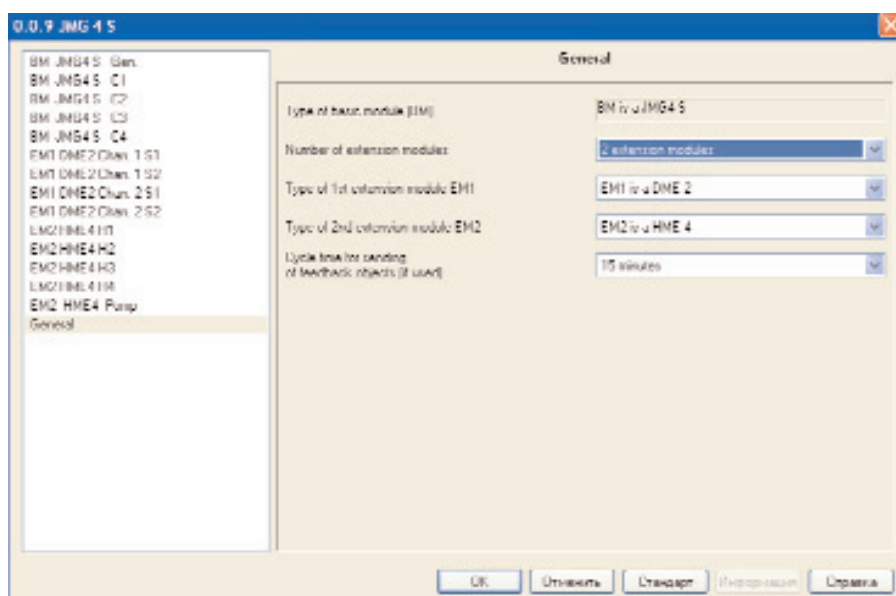 0.0.9 JMG 4 S
BM JMG4 S Gen.
BM JMG4 S C1
BM JMG4 S C2
BM JMG4 S C3
BM JMG4 S C4
EM1 DME2 Chan. 1 S1
EM1 DME2 Chan. 1 S2
EM1 DME2 Chan. 2 S1
EM1 DME2 Chan. 2 S2
EM2 HME4 H1
EM2 HME4 H2
EM2 HME4 H3
EM2 HME4 H4
EM2 HME4 Pump
General
General
Type of basic module (BM) BM is a JMG4 S
Number of extension modules 2 extension modules
Type of 1st extension module EM1 EM1 is a DME 2
Type of 2nd extension module EM2 EM2 is a HME 4
Cycle time for sending
of feedback objects (if used) 15 minutes
OK Отменить Стандарт Информация Справка